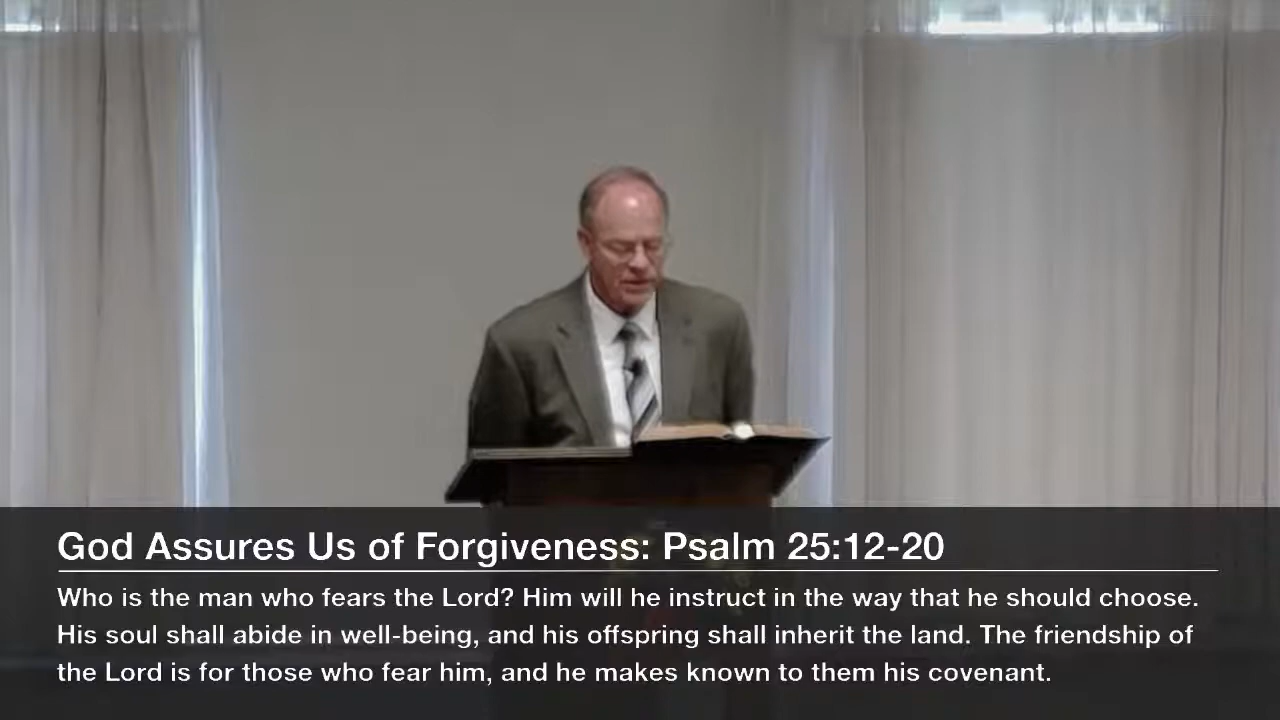 God Assures Us of Forgiveness: Psalm 25:12-20
Who is the man who fears the Lord? Him will he instruct in the way that he should choose.
His soul shall abide in well-being, and his offspring shall inherit the land. The friendship of
the Lord is for those who fear him, and he makes known to them his covenant.